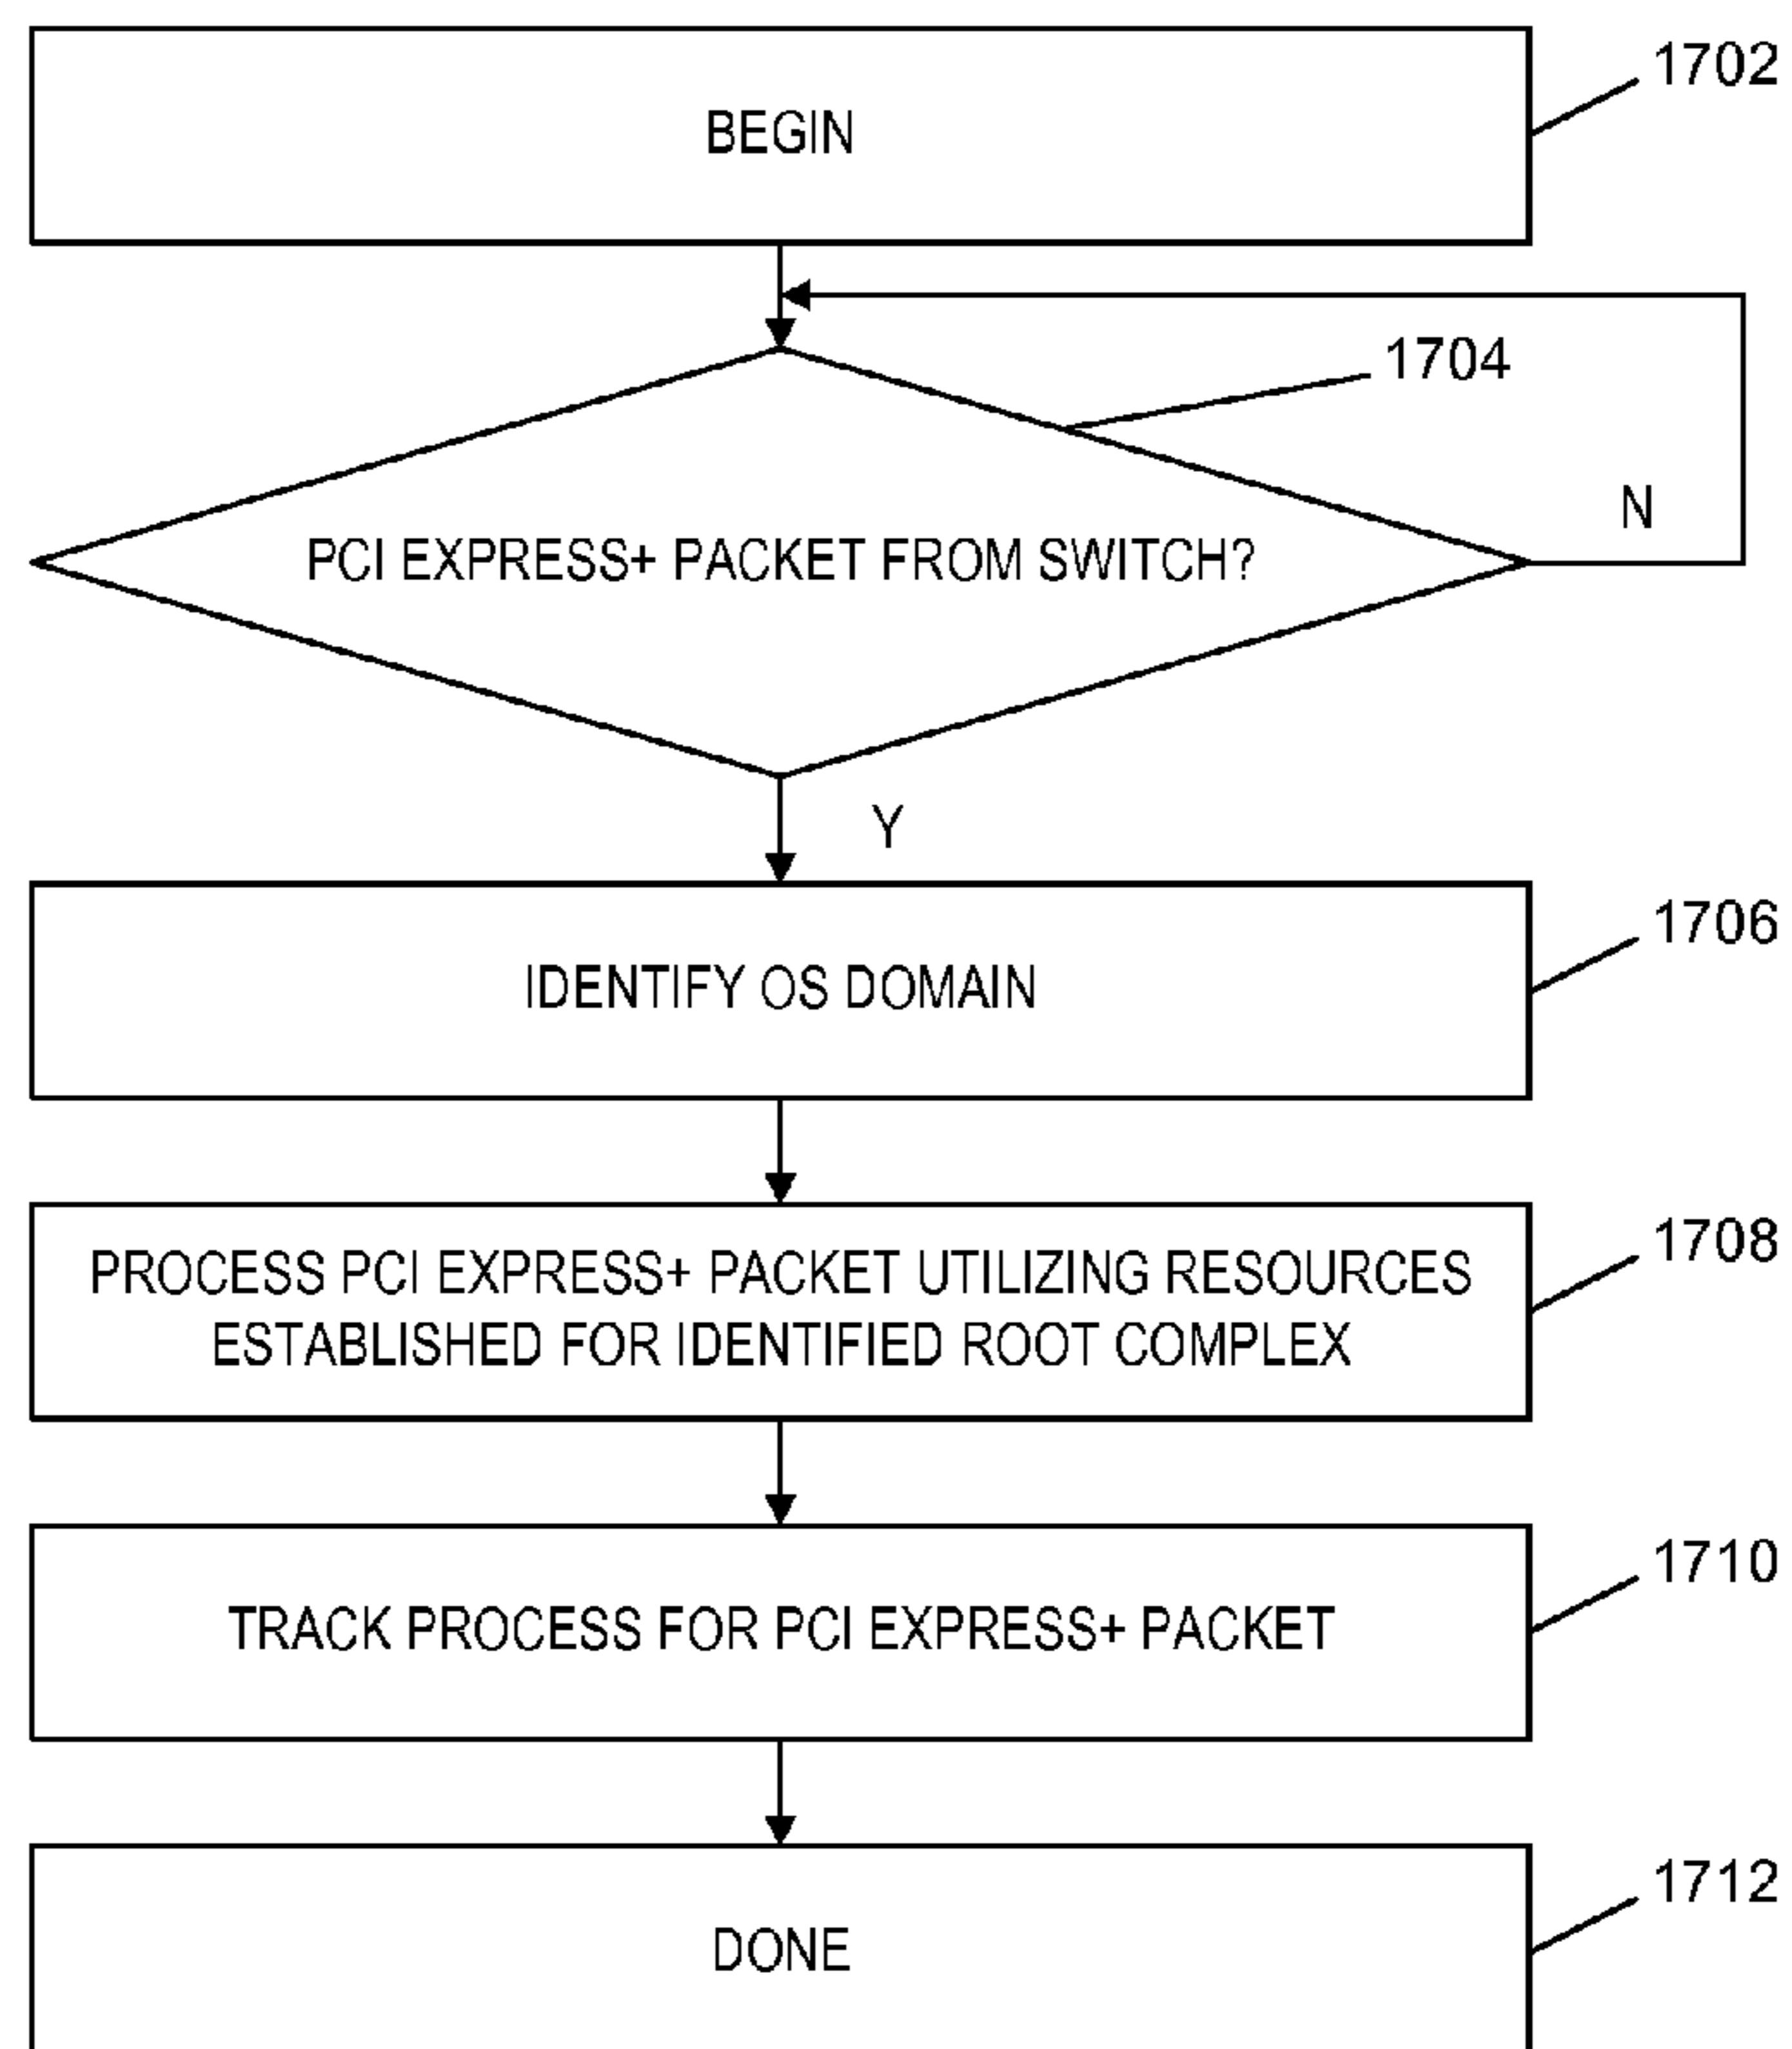 1702
BEGIN
1704
N
PCI EXPRESS+ PACKET FROM SWITCH?
Y
1706
IDENTIFY OS DOMAIN
1708
PROCESS PCI EXPRESS+ PACKET UTILIZING RESOURCES
ESTABLISHED FOR IDENTIFIED ROOT COMPLEX
1710
TRACK PROCESS FOR PCI EXPRESS+ PACKET
1712
DONE